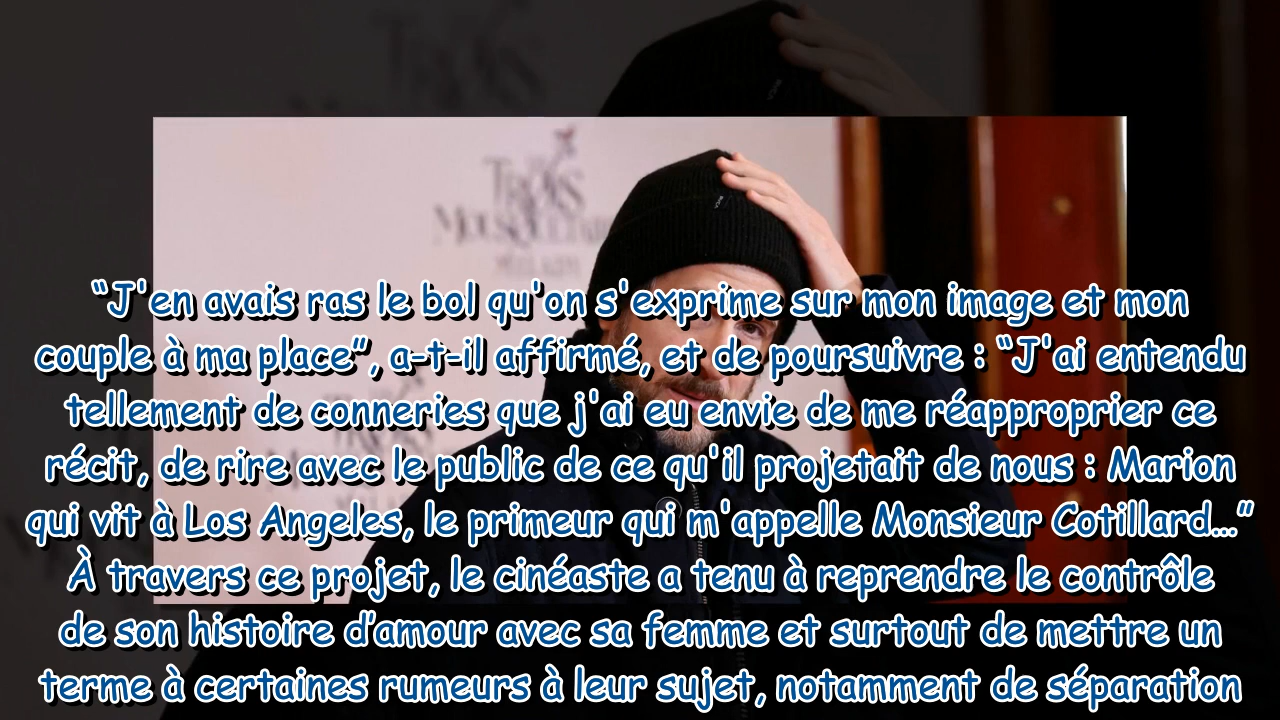 LES
TROIS
MOUSQUETAIRES
MILADY
“J'en avais ras le bol qu'on s'exprime sur mon image et mon
couple à ma place”, a-t-il affirmé, et de poursuivre : “J'ai entendu
tellement de conneries que j'ai eu envie de me réapproprier ce
récit, de rire avec le public de ce qu'il projetait de nous : Marion
qui vit à Los Angeles, le primeur qui m'appelle Monsieur Cotillard...”
À travers ce projet, le cinéaste a tenu à reprendre le contrôle
de son histoire d’amour avec sa femme et surtout de mettre un
terme à certaines rumeurs à leur sujet, notamment de séparation